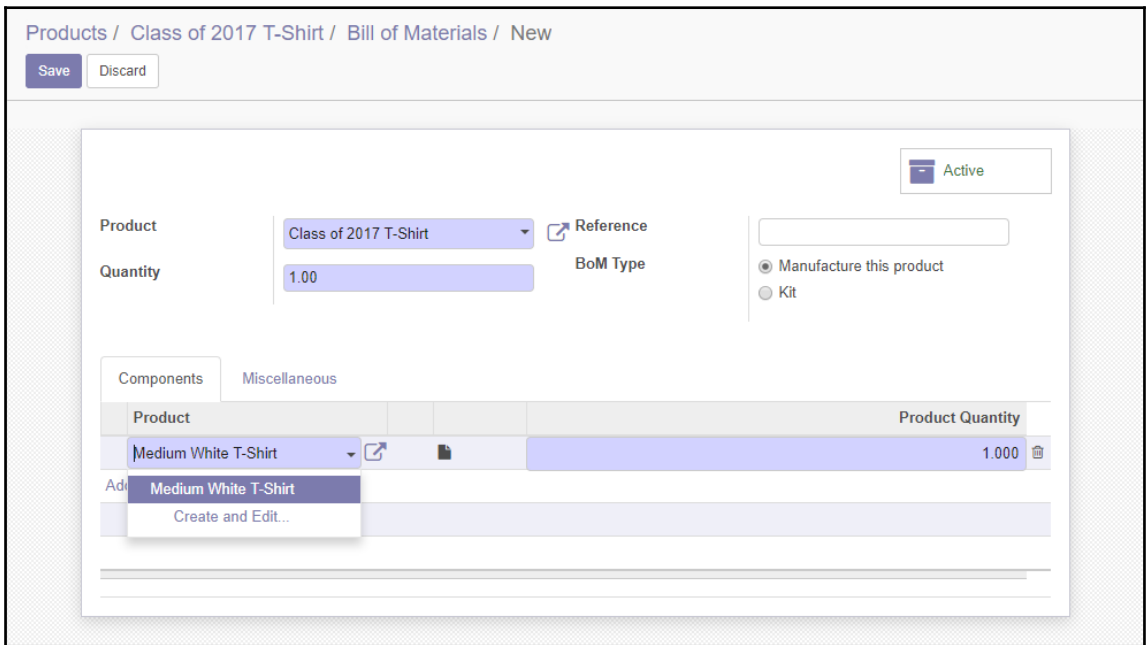 Products / Class of 2017 T-Shirt / Bill of Materials / New
Save Discard
Active
Product Class of 2017 T-Shirt Reference
Quantity 1.00 BoM Type Manufacture this product
Kit
Components Miscellaneous
Product Product Quantity
Medium White T-Shirt 1.000
Medium White T-Shirt
Create and Edit...